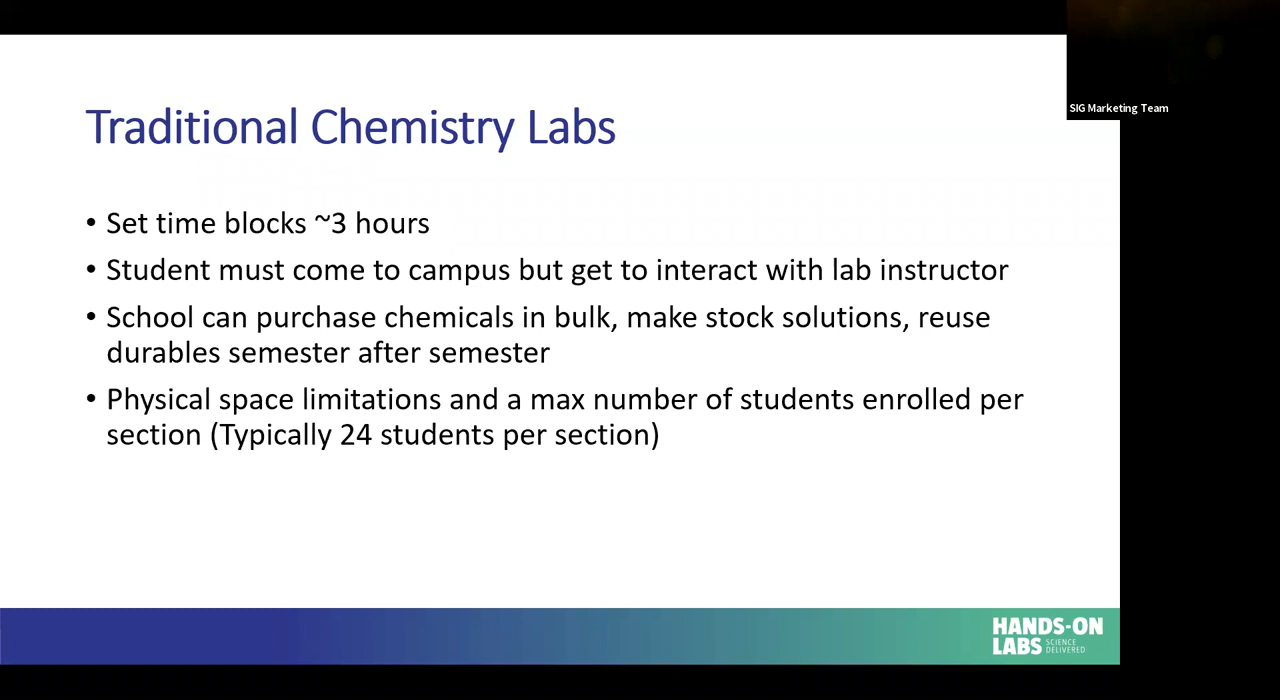 SIG Marketing Team
Traditional Chemistry Labs
• Set time blocks ~3 hours
• Student must come to campus but get to interact with lab instructor
• School can purchase chemicals in bulk, make stock solutions, reuse
durables semester after semester
• Physical space limitations and a max number of students enrolled per
section (Typically 24 students per section)
HANDS-ON
LABS SCIENCE
DELIVERED